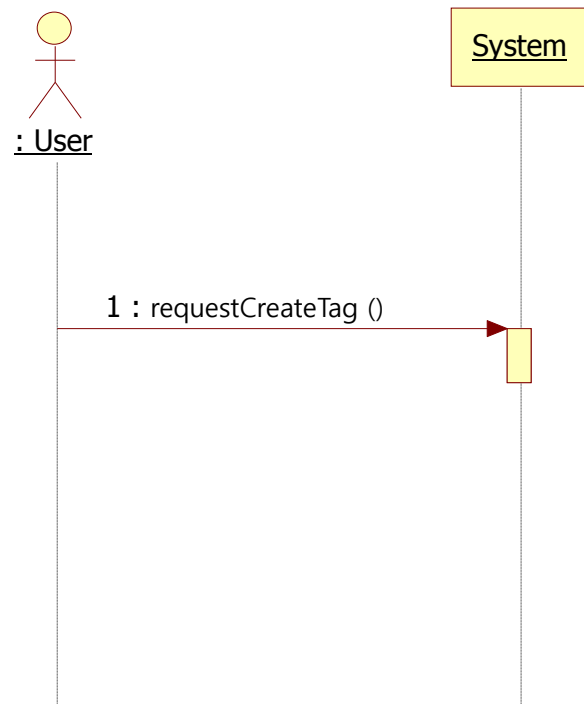 System
: User
1 : requestCreateTag ()